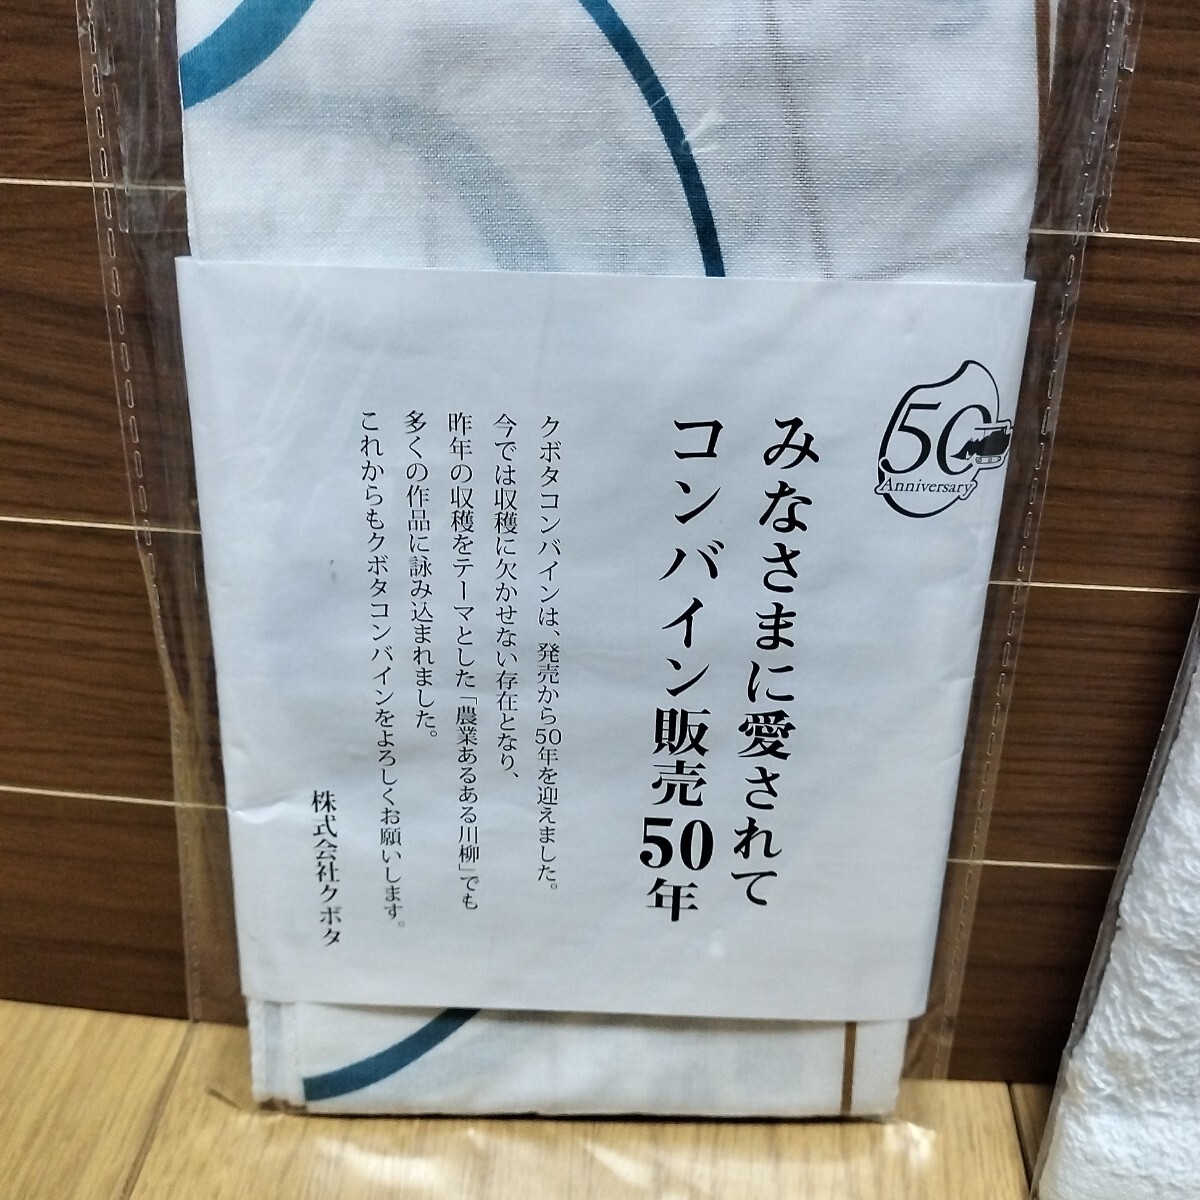 50
Anniversary
みなさまに愛されて
コンバイン販売50年
クボタコンバインは、発売から50年を迎えました。
今では収穫に欠かせない存在となり、
昨年の収穫をテーマとした「農業あるある川柳」でも
多くの作品に詠み込まれました。
これからもクボタコンバインをよろしくお願いします。
株式会社クボタ